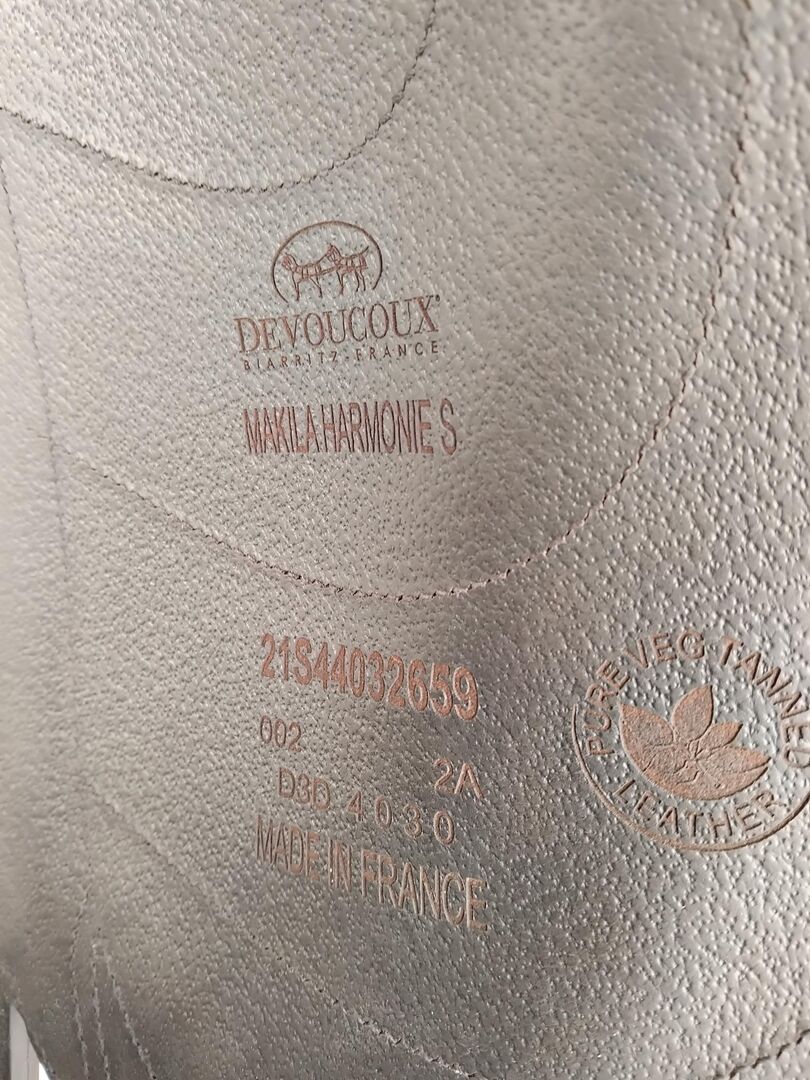 DEVOUCOUX®
BIARRITZ-FRANCE
MAKILA HARMONIE S
21S44032659
002 2A
D3D 4030
MADE IN FRANCE
PURE VEG TANNED
LEATHER